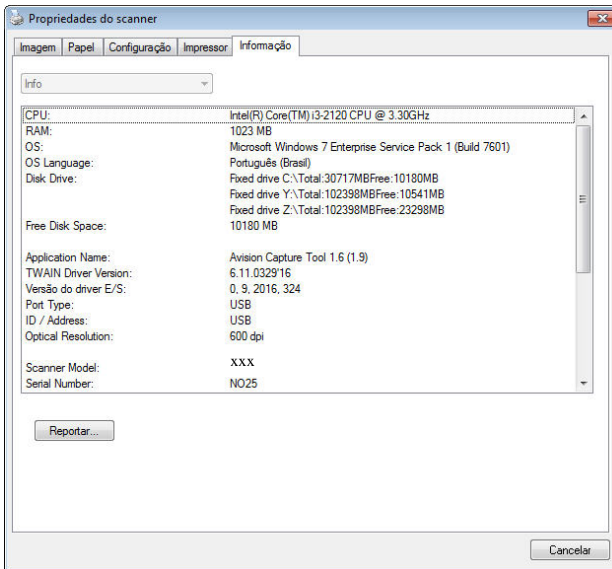 Propriedades do scanner
Imagem Papel Configuração Impressor Informação
Info
CPU: Intel(R) Core(TM) i3-2120 CPU @ 3.30GHz
RAM: 1023 MB
OS: Microsoft Windows 7 Enterprise Service Pack 1 (Build 7601)
OS Language: Português (Brasil)
Disk Drive: Fixed drive C:\Total:30717MBFree:10180MB
Fixed drive Y:\Total:102398MBFree:10541MB
Fixed drive Z:\Total:102398MBFree:23298MB
Free Disk Space: 10180 MB
Application Name: Avision Capture Tool 1.6 (1.9)
TWAIN Driver Version: 6.11.0329'16
Versão do driver E/S: 0, 9, 2016, 324
Port Type: USB
ID / Address: USB
Optical Resolution: 600 dpi
Scanner Model: xxx
Serial Number: NO25
Reportar...
Cancelar